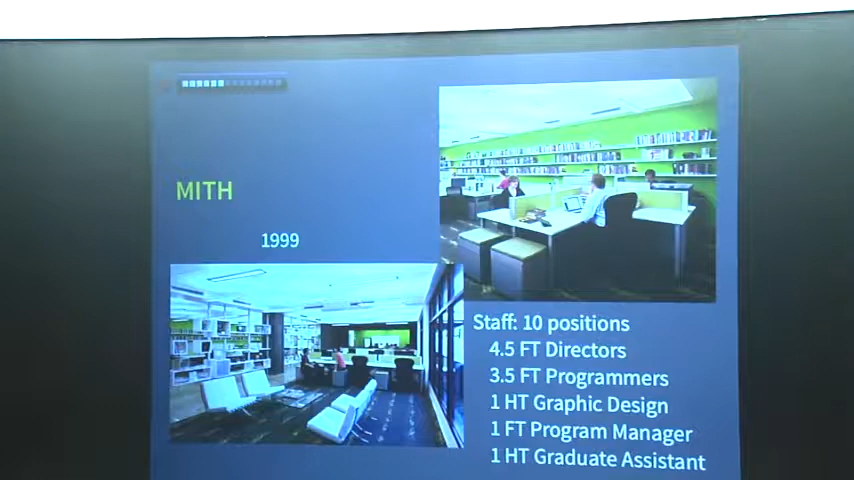 MITH
1999
Staff: 10 positions
4.5 FT Directors
3.5 FT Programmers
1 HT Graphic Design
1 FT Program Manager
1 HT Graduate Assistant